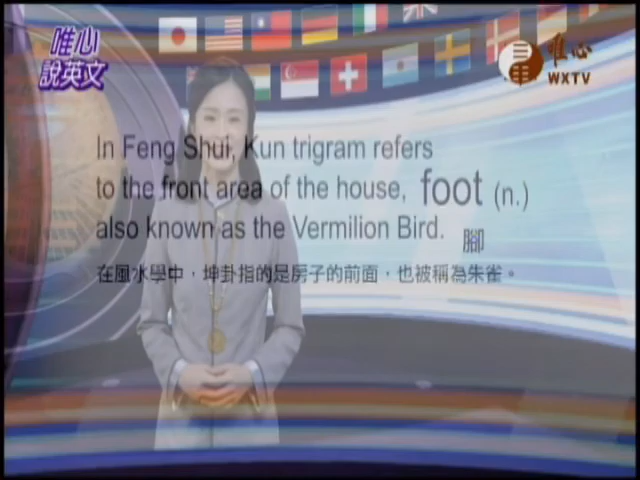 唯心
說英文
唯心
WXTV
In Feng Shui, Kun trigram refers
to the front area of the house,
also known as the Vermilion Bird.
foot (n.)
腳
在風水學中，坤卦指的是房子的前面，也被稱為朱雀。